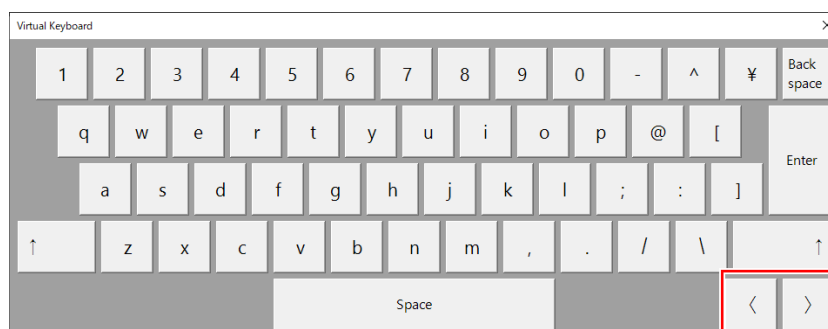 Virtual Keyboard ×
1 2 3 4 5 6 7 8 9 0 - ^ ¥ Back space
q w e r t y u i o p @ [
Enter
a s d f g h j k l ; : ]
↑ z x c v b n m , . / \ ↑
Space 〈 〉